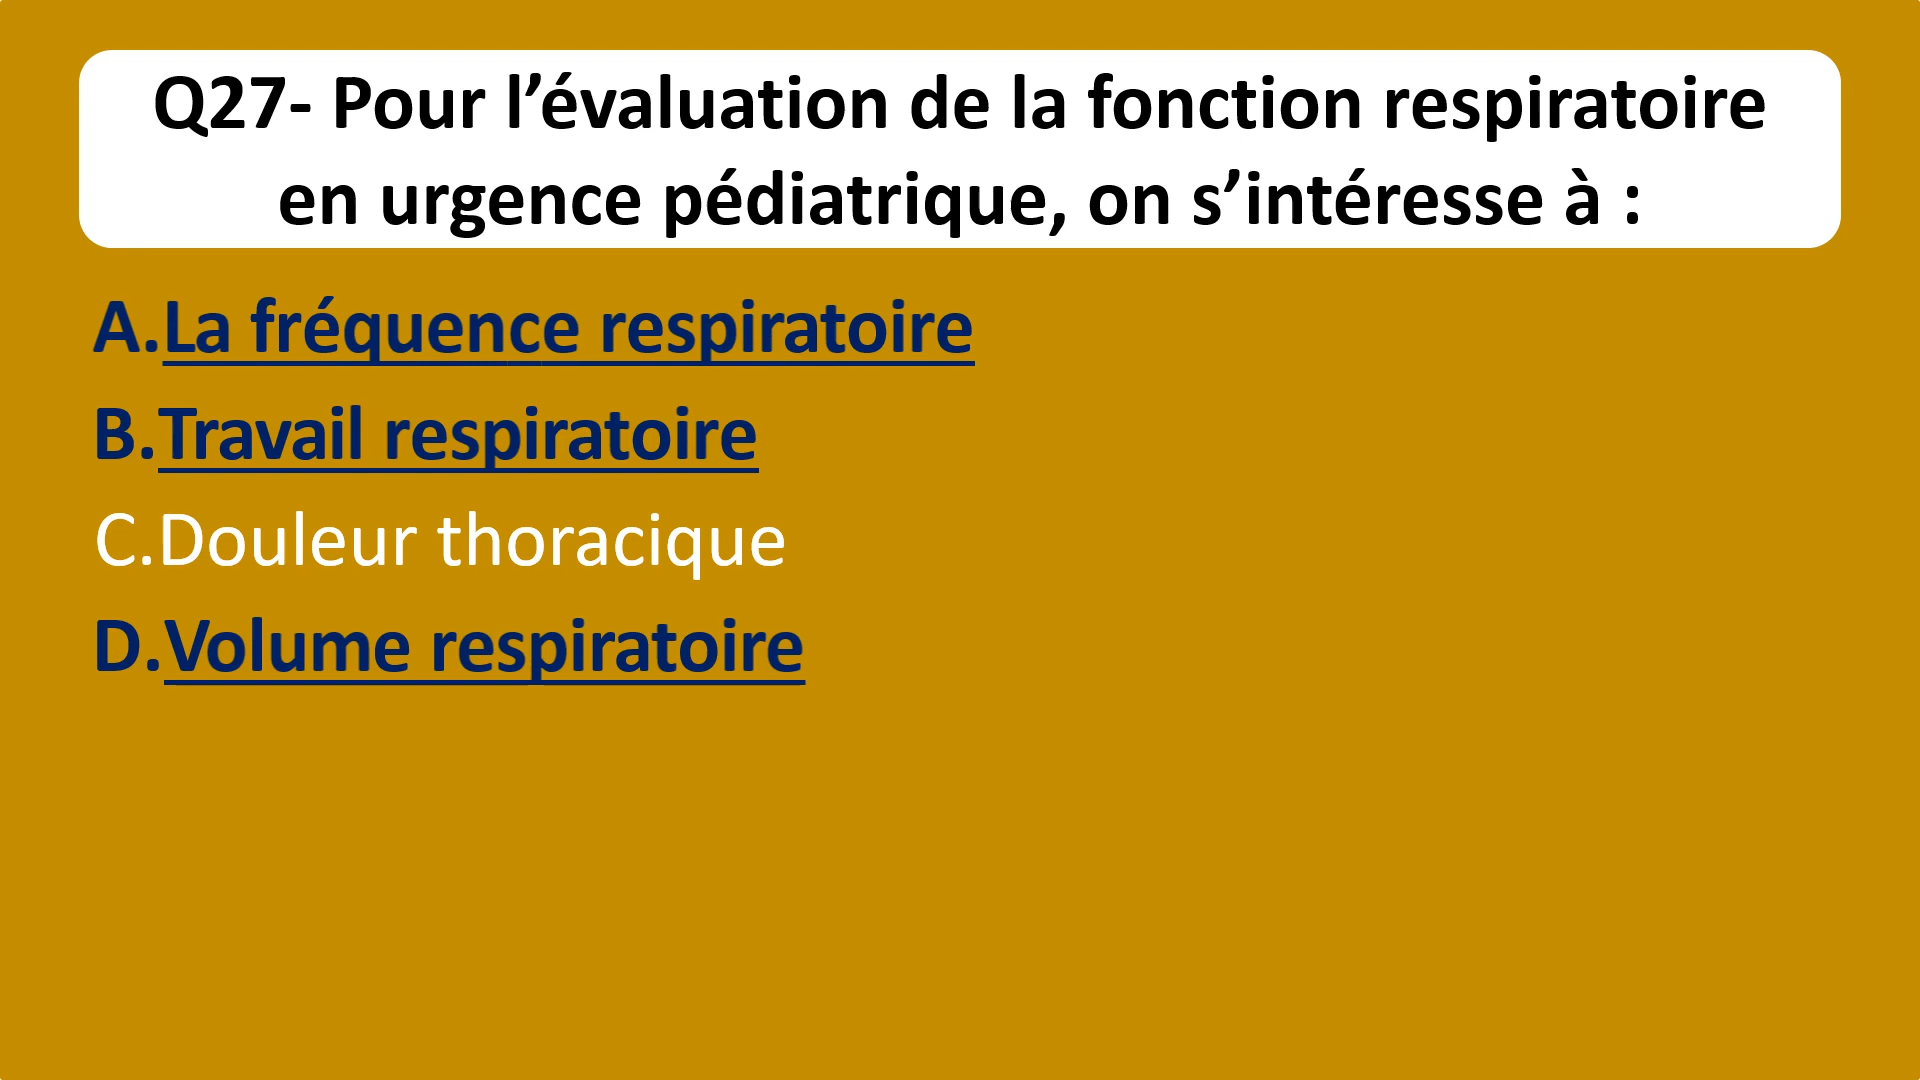 Q27- Pour l’évaluation de la fonction respiratoire
en urgence pédiatrique, on s’intéresse à :
A.La fréquence respiratoire
B.Travail respiratoire
C.Douleur thoracique
D.Volume respiratoire